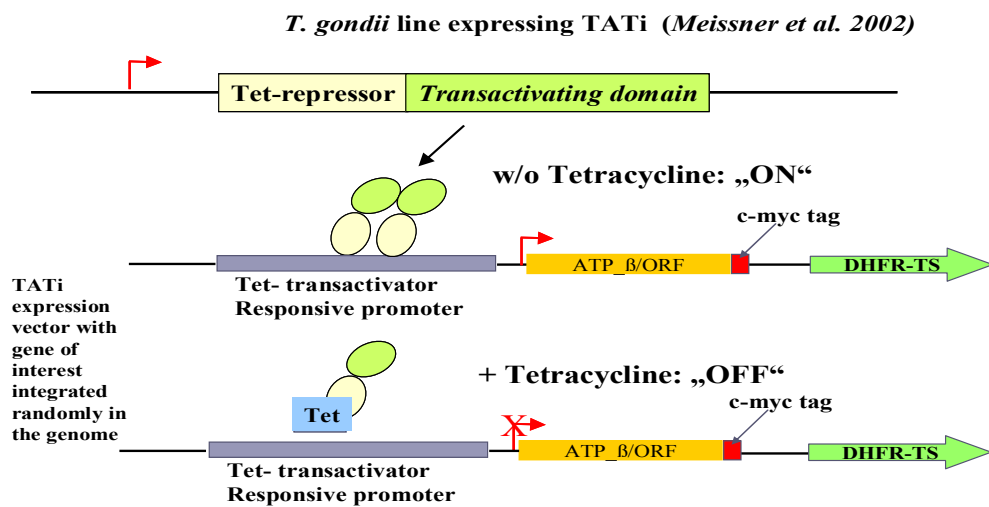 T. gondii line expressing TATi (Meissner et al. 2002)
Tet-repressor
Transactivating domain
w/o Tetracycline: „ON“
c-myc tag
ATP_ß/ORF
DHFR-TS
Tet- transactivator
Responsive promoter
TATi
expression
vector with
gene of
interest
integrated
randomly in
the genome
+ Tetracycline: „OFF“
Tet
c-myc tag
X
ATP_ß/ORF
DHFR-TS
Tet- transactivator
Responsive promoter